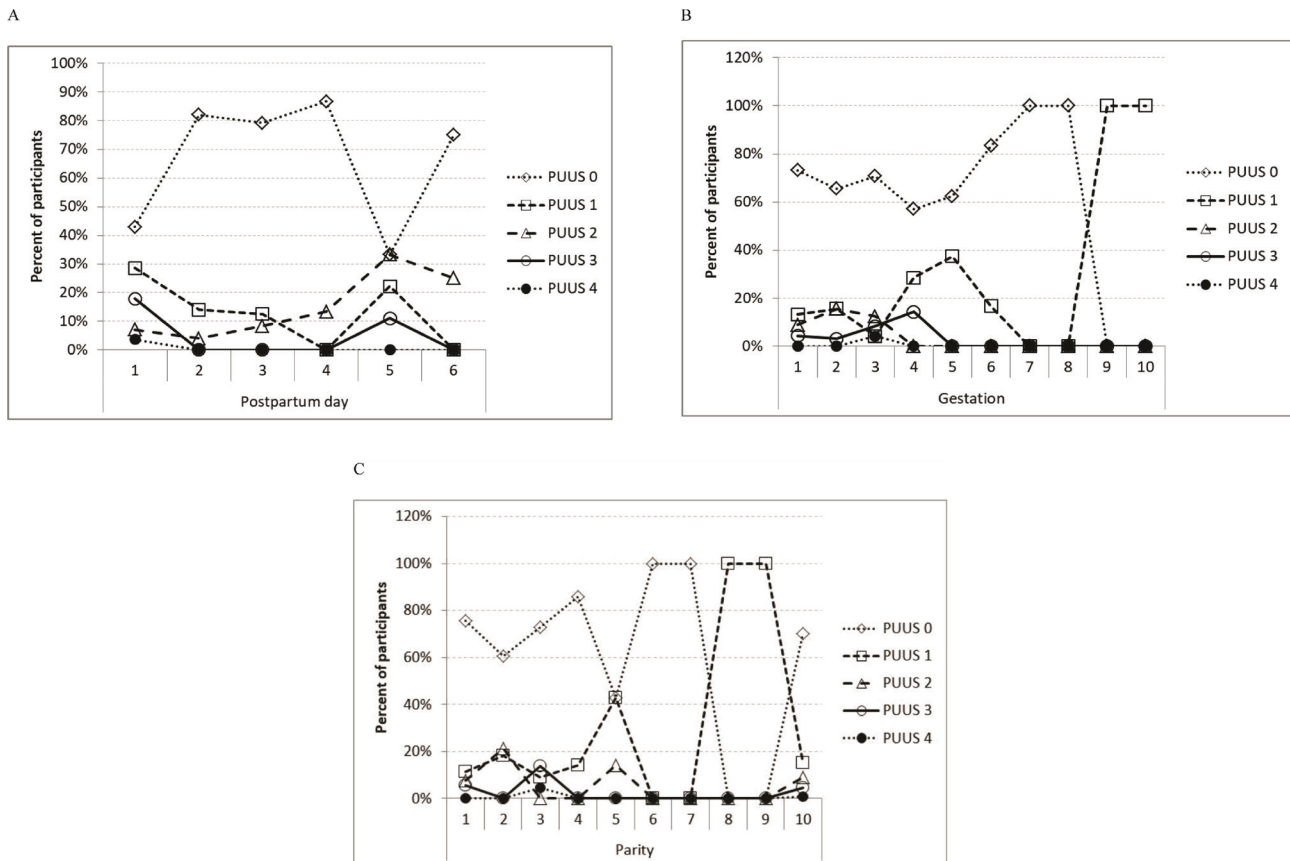 A
100%
90%
80%
70%
60%
50%
40%
30%
20%
10%
0%
Percent of participants
1 2 3 4 5 6
Postpartum day
PUUS 0
PUUS 1
PUUS 2
PUUS 3
PUUS 4
B
120%
100%
80%
60%
40%
20%
0%
Percent of participants
1 2 3 4 5 6 7 8 9 10
Gestation
PUUS 0
PUUS 1
PUUS 2
PUUS 3
PUUS 4
C
120%
100%
80%
60%
40%
20%
0%
Percent of participants
1 2 3 4 5 6 7 8 9 10
Parity
PUUS 0
PUUS 1
PUUS 2
PUUS 3
PUUS 4